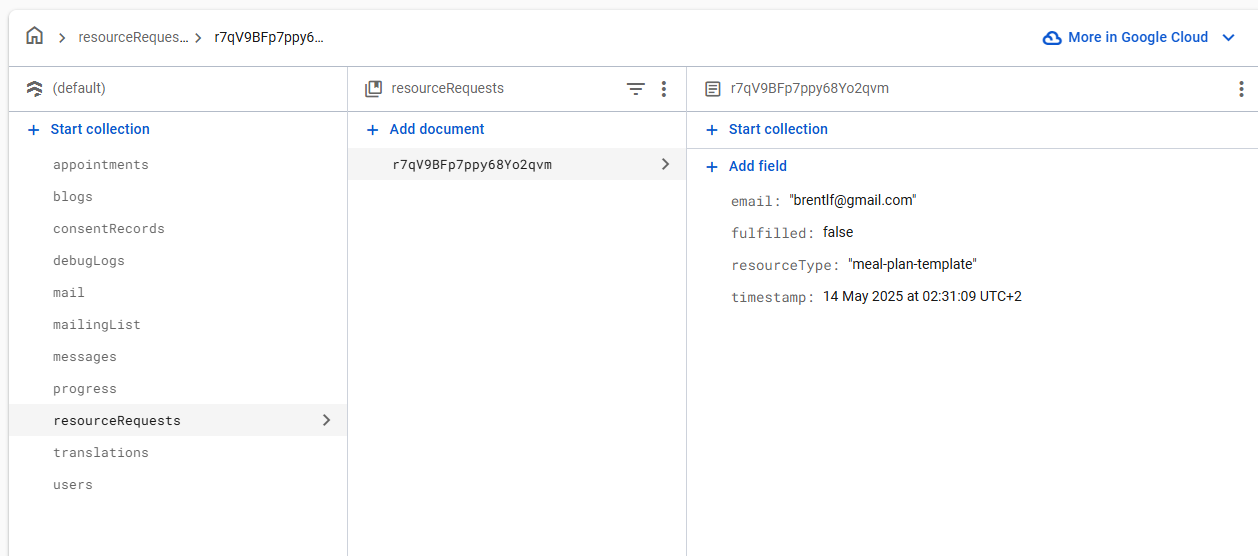 resourceReques... r7qV9BFp7ppy6... More in Google Cloud
(default)
Start collection
appointments
blogs
consentRecords
debugLogs
mail
mailingList
messages
progress
resourceRequests
translations
users
resourceRequests
Add document
r7qV9BFp7ppy68Yo2qvm
r7qV9BFp7ppy68Yo2qvm
Start collection
Add field
email: "brentlf@gmail.com"
fulfilled: false
resourceType: "meal-plan-template"
timestamp: 14 May 2025 at 02:31:09 UTC+2